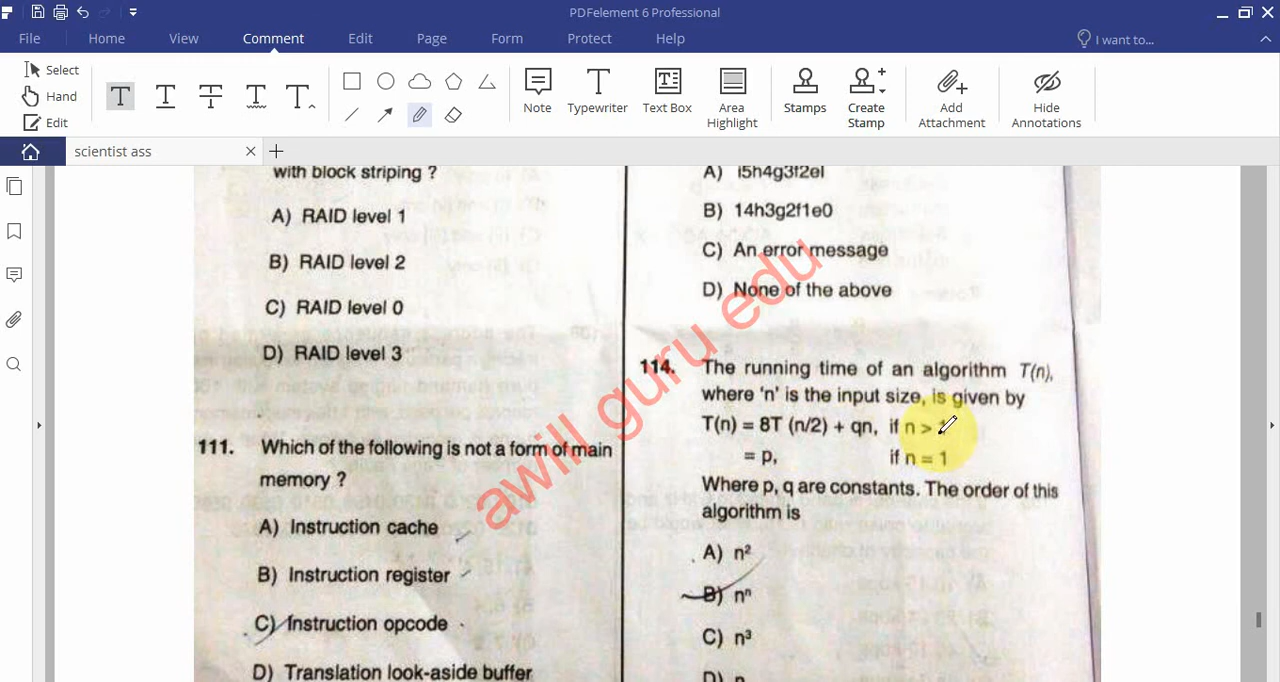 PDFelement 6 Professional
File Home View Comment Edit Page Form Protect Help I want to...
Select
Hand
Edit
Note
Typewriter
Text Box
Area Highlight
Stamps
Create Stamp
Add Attachment
Hide Annotations
scientist ass
with block striping ?
A) RAID level 1
B) RAID level 2
C) RAID level 0
D) RAID level 3
111. Which of the following is not a form of main
memory ?
A) Instruction cache
B) Instruction register
C) Instruction opcode
D) Translation look-aside buffer
A) i5h4g3f2el
B) 14h3g2f1e0
C) An error message
D) None of the above
114. The running time of an algorithm T(n),
where 'n' is the input size, is given by
T(n) = 8T (n/2) + qn, if n > 1
= p, if n = 1
Where p, q are constants. The order of this
algorithm is
A) n²
B) nⁿ
C) n³
D) n
awill guru edu